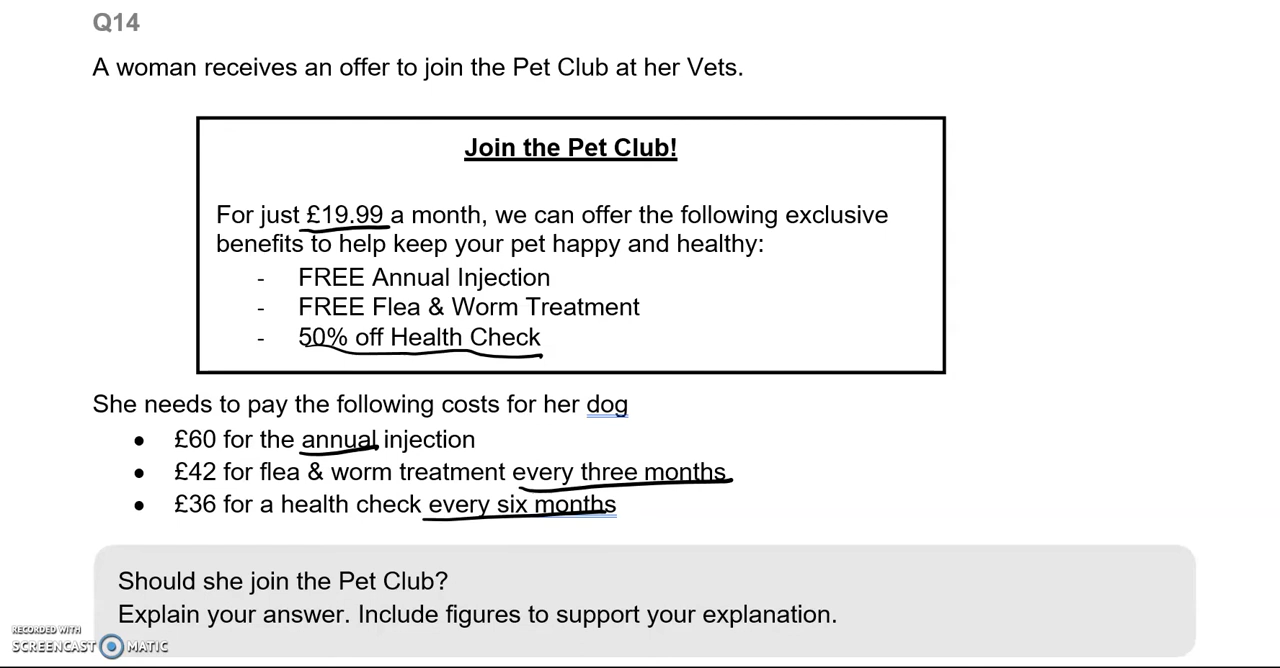 Q14
A woman receives an offer to join the Pet Club at her Vets.
Join the Pet Club!
For just £19.99 a month, we can offer the following exclusive
benefits to help keep your pet happy and healthy:
- FREE Annual Injection
- FREE Flea & Worm Treatment
- 50% off Health Check
She needs to pay the following costs for her dog
• £60 for the annual injection
• £42 for flea & worm treatment every three months
• £36 for a health check every six months
Should she join the Pet Club?
Explain your answer. Include figures to support your explanation.
RECORDED WITH
SCREENCAST MATIC